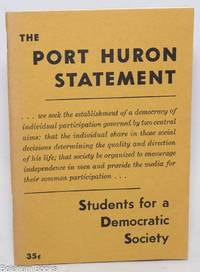 THE
PORT HURON
STATEMENT
. . . we seek the establishment of a democracy of
individual participation governed by two central
aims: that the individual share in those social
decisions determining the quality and direction
of his life; that society be organized to encourage
independence in men and provide the media for
their common participation . . .
Students for a
Democratic
Society
35¢